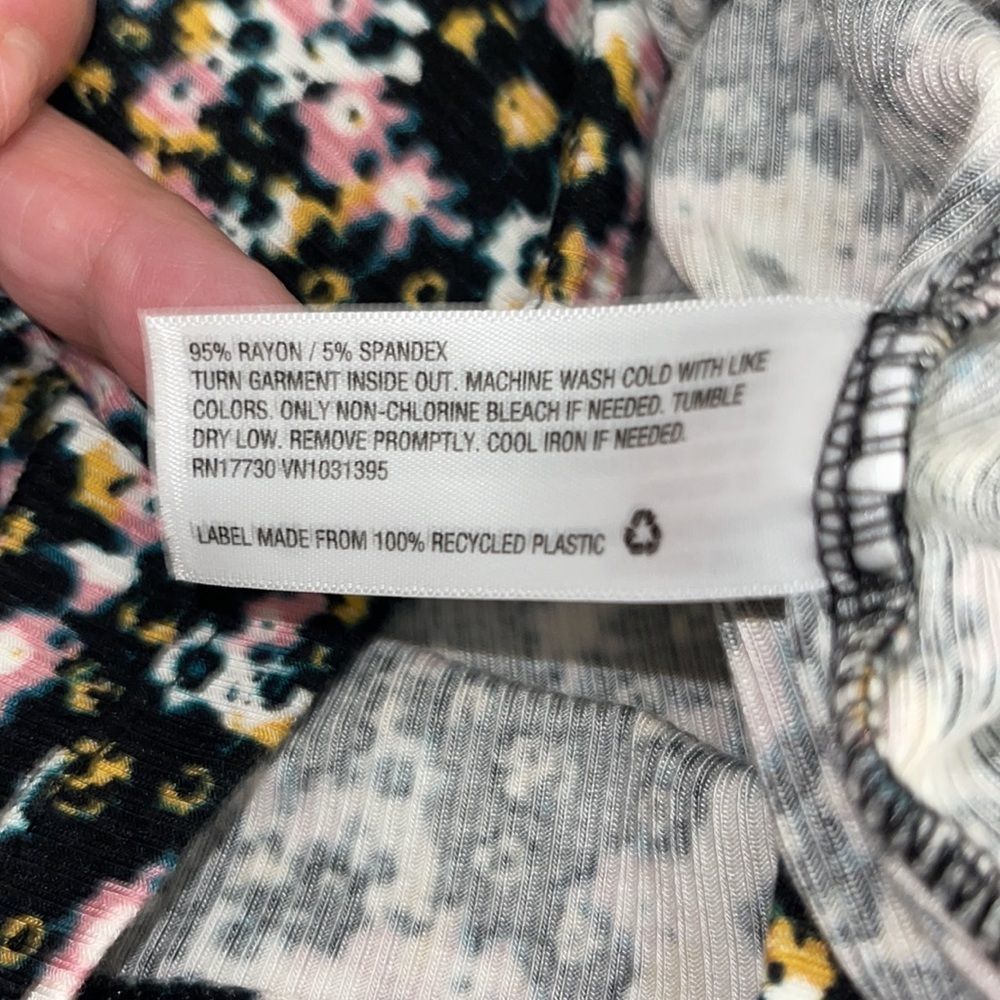 95% RAYON / 5% SPANDEX
TURN GARMENT INSIDE OUT. MACHINE WASH COLD WITH LIKE
COLORS. ONLY NON-CHLORINE BLEACH IF NEEDED. TUMBLE
DRY LOW. REMOVE PROMPTLY. COOL IRON IF NEEDED.
RN17730 VN1031395
LABEL MADE FROM 100% RECYCLED PLASTIC